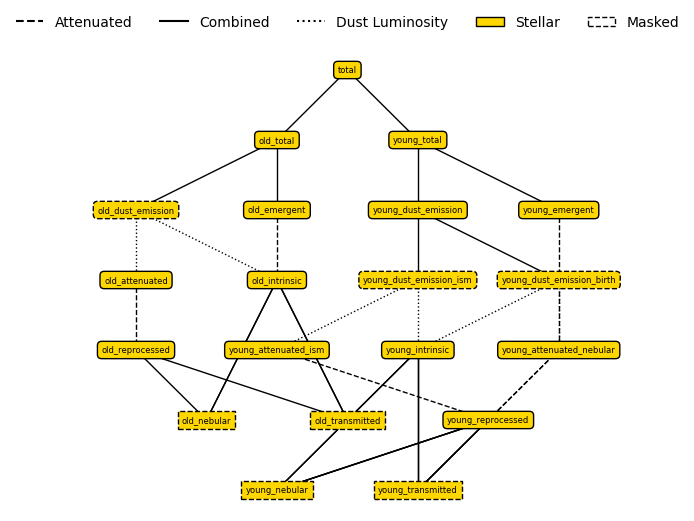 Attenuated Combined Dust Luminosity Stellar Masked
total
old_total young_total
old_dust_emission old_emergent young_dust_emission young_emergent
old_attenuated old_intrinsic young_dust_emission_ism young_dust_emission_birth
old_reprocessed young_attenuated_ism young_intrinsic young_attenuated_nebular
old_nebular old_transmitted young_reprocessed
young_nebular young_transmitted